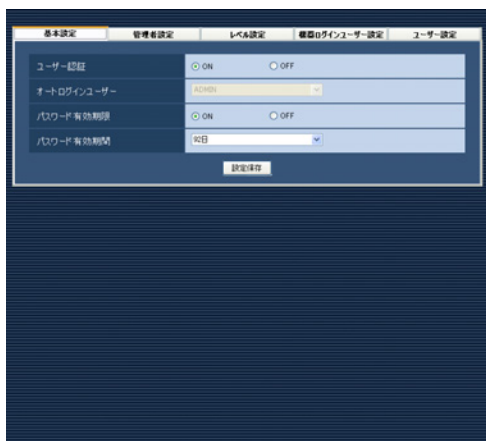 基本設定 管理者設定 レベル設定 機器ログインユーザー設定 ユーザー設定
ユーザー認証 ON OFF
オートログインユーザー ADMIN
パスワード有効期限 ON OFF
パスワード有効期間 92日
設定保存